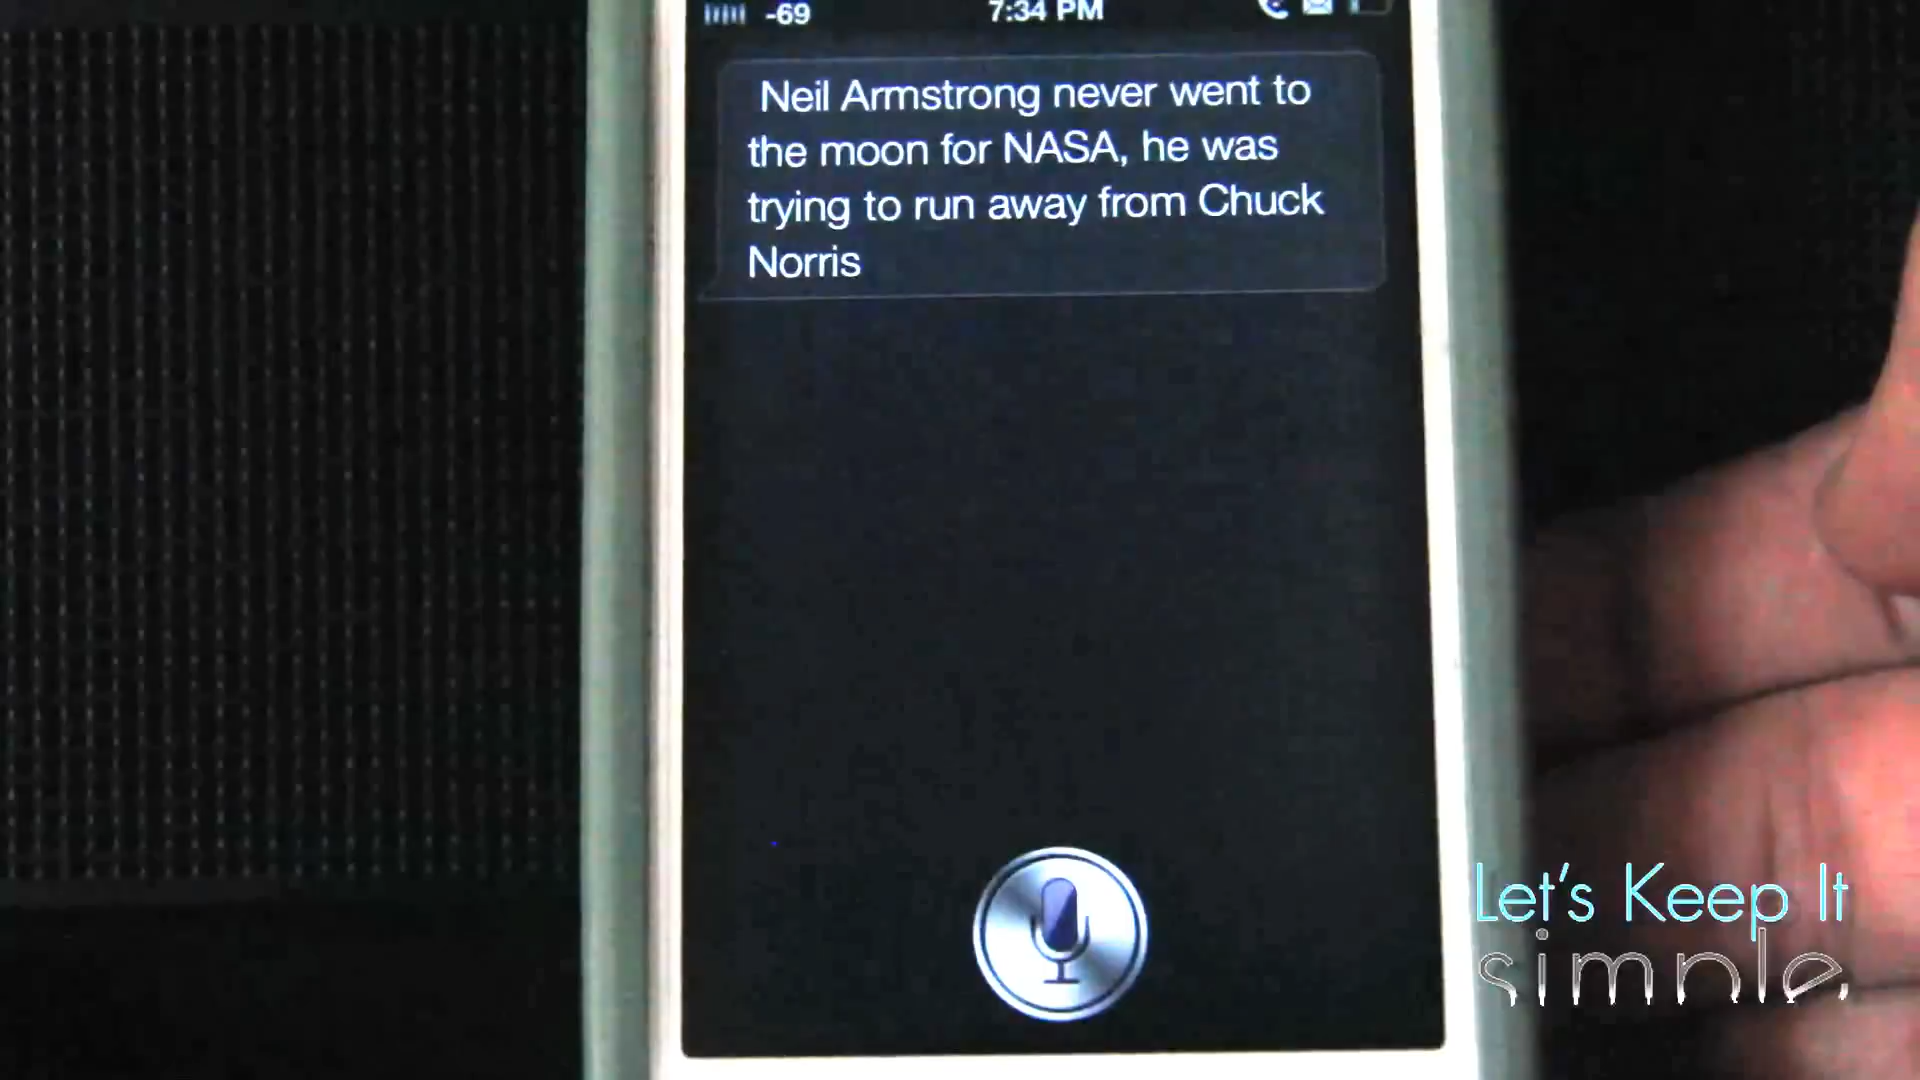 -69 7:34 PM
Neil Armstrong never went to
the moon for NASA, he was
trying to run away from Chuck
Norris
Let's Keep It
simple.